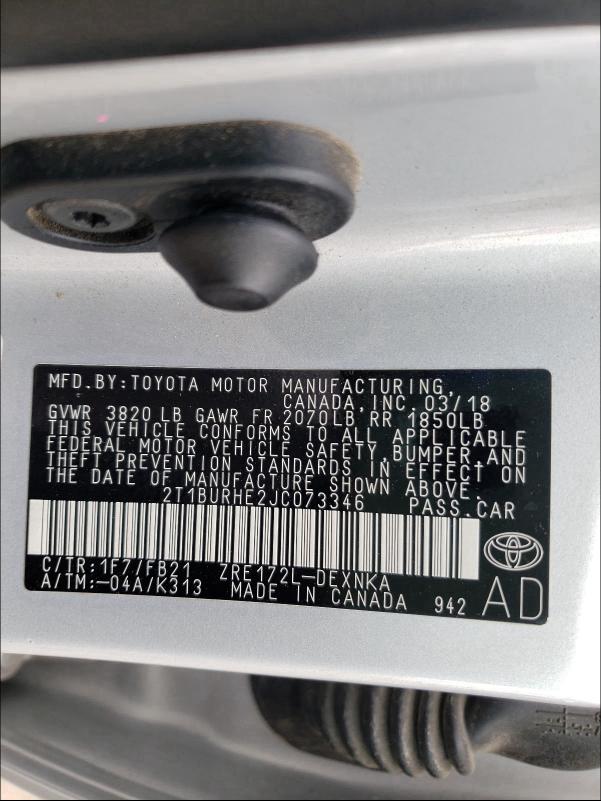 MFD.BY:TOYOTA MOTOR MANUFACTURING,
CANADA,INC. 03/18
GVWR 3820 LB GAWR FR 2070LB,RR 1850LB
THIS VEHICLE CONFORMS TO ALL APPLICABLE
FEDERAL MOTOR VEHICLE SAFETY,BUMPER,AND
THEFT PREVENTION STANDARDS IN EFFECT ON
THE DATE OF MANUFACTURE SHOWN ABOVE.
2T1BURHE2JC073346 PASS.CAR
C/TR:1F7/FB21 ZRE172L-DEXNKA
A/TM:-04A/K313 MADE IN CANADA 942 AD